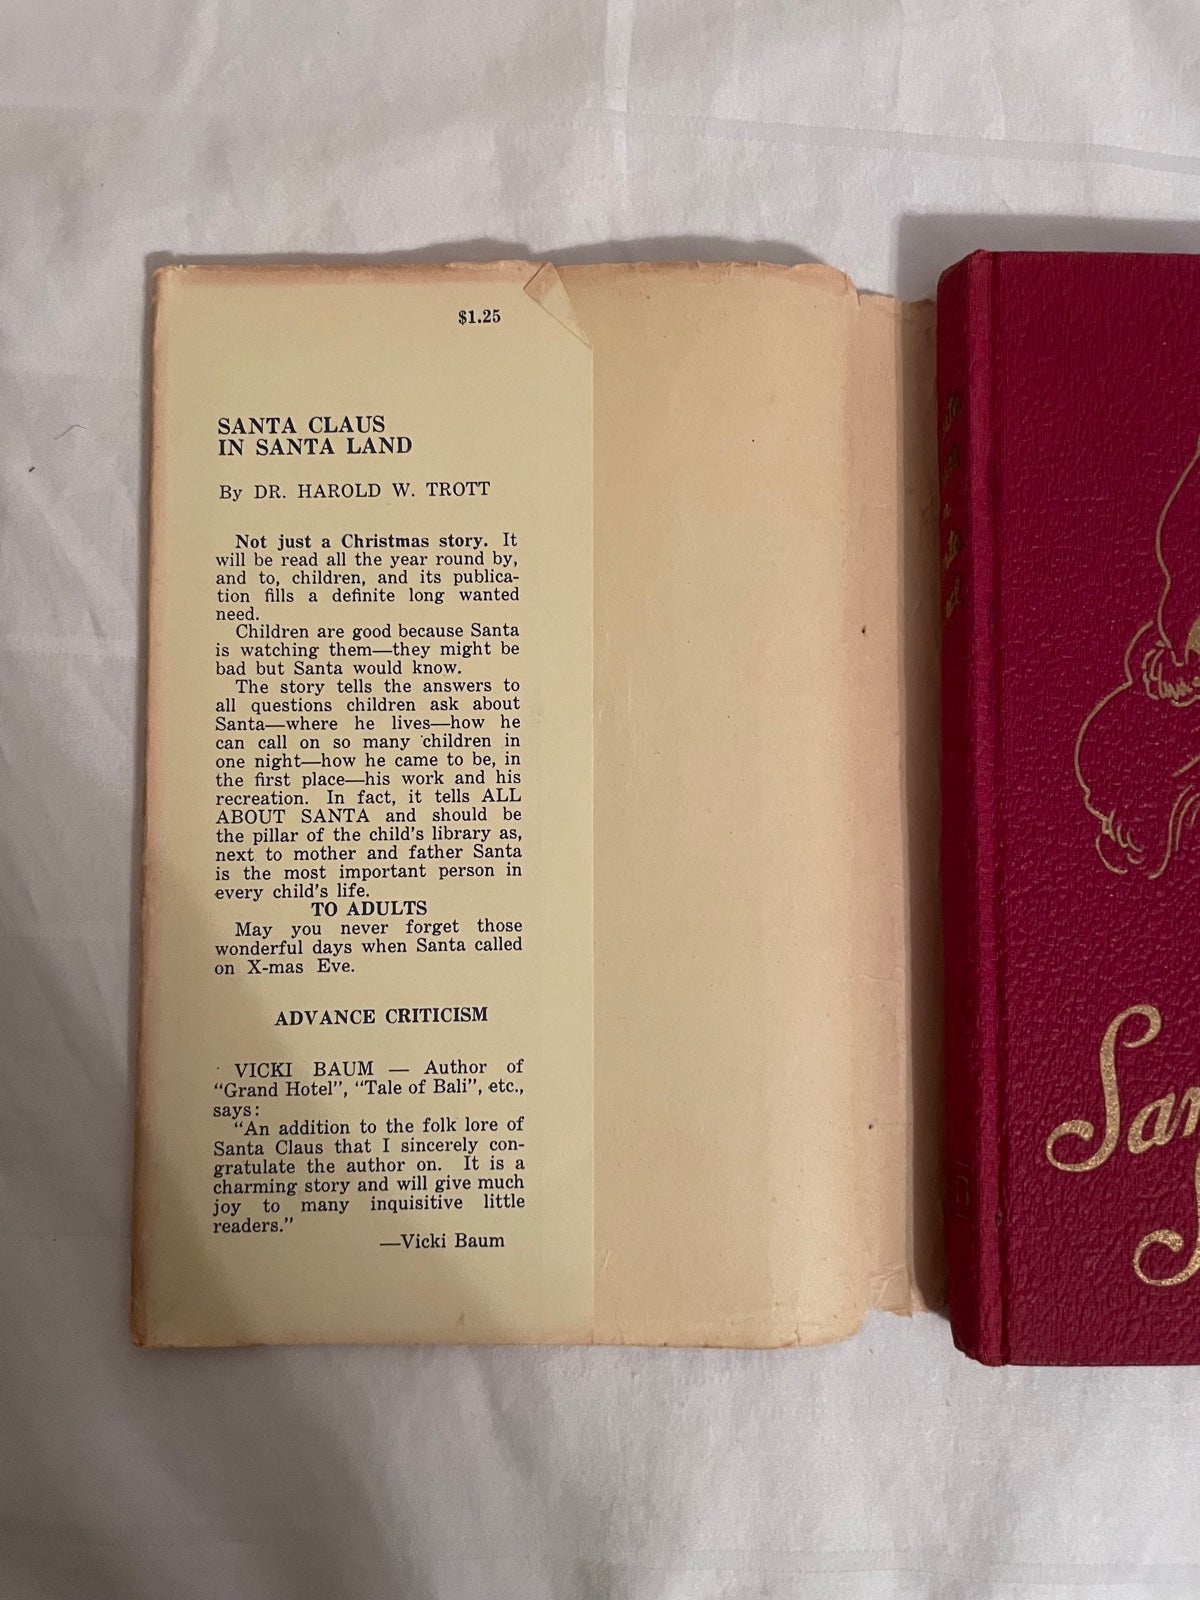 $1.25
SANTA CLAUS
IN SANTA LAND
By DR. HAROLD W. TROTT
Not just a Christmas story. It
will be read all the year round by,
and to, children, and its publica-
tion fills a definite long wanted
need.
Children are good because Santa
is watching them—they might be
bad but Santa would know.
The story tells the answers to
all questions children ask about
Santa—where he lives—how he
can call on so many children in
one night—how he came to be, in
the first place—his work and his
recreation. In fact, it tells ALL
ABOUT SANTA and should be
the pillar of the child's library as,
next to mother and father Santa
is the most important person in
every child's life.
TO ADULTS
May you never forget those
wonderful days when Santa called
on X-mas Eve.
ADVANCE CRITICISM
VICKI BAUM — Author of
“Grand Hotel”, “Tale of Bali”, etc.,
says:
“An addition to the folk lore of
Santa Claus that I sincerely con-
gratulate the author on. It is a
charming story and will give much
joy to many inquisitive little
readers.”
—Vicki Baum
San